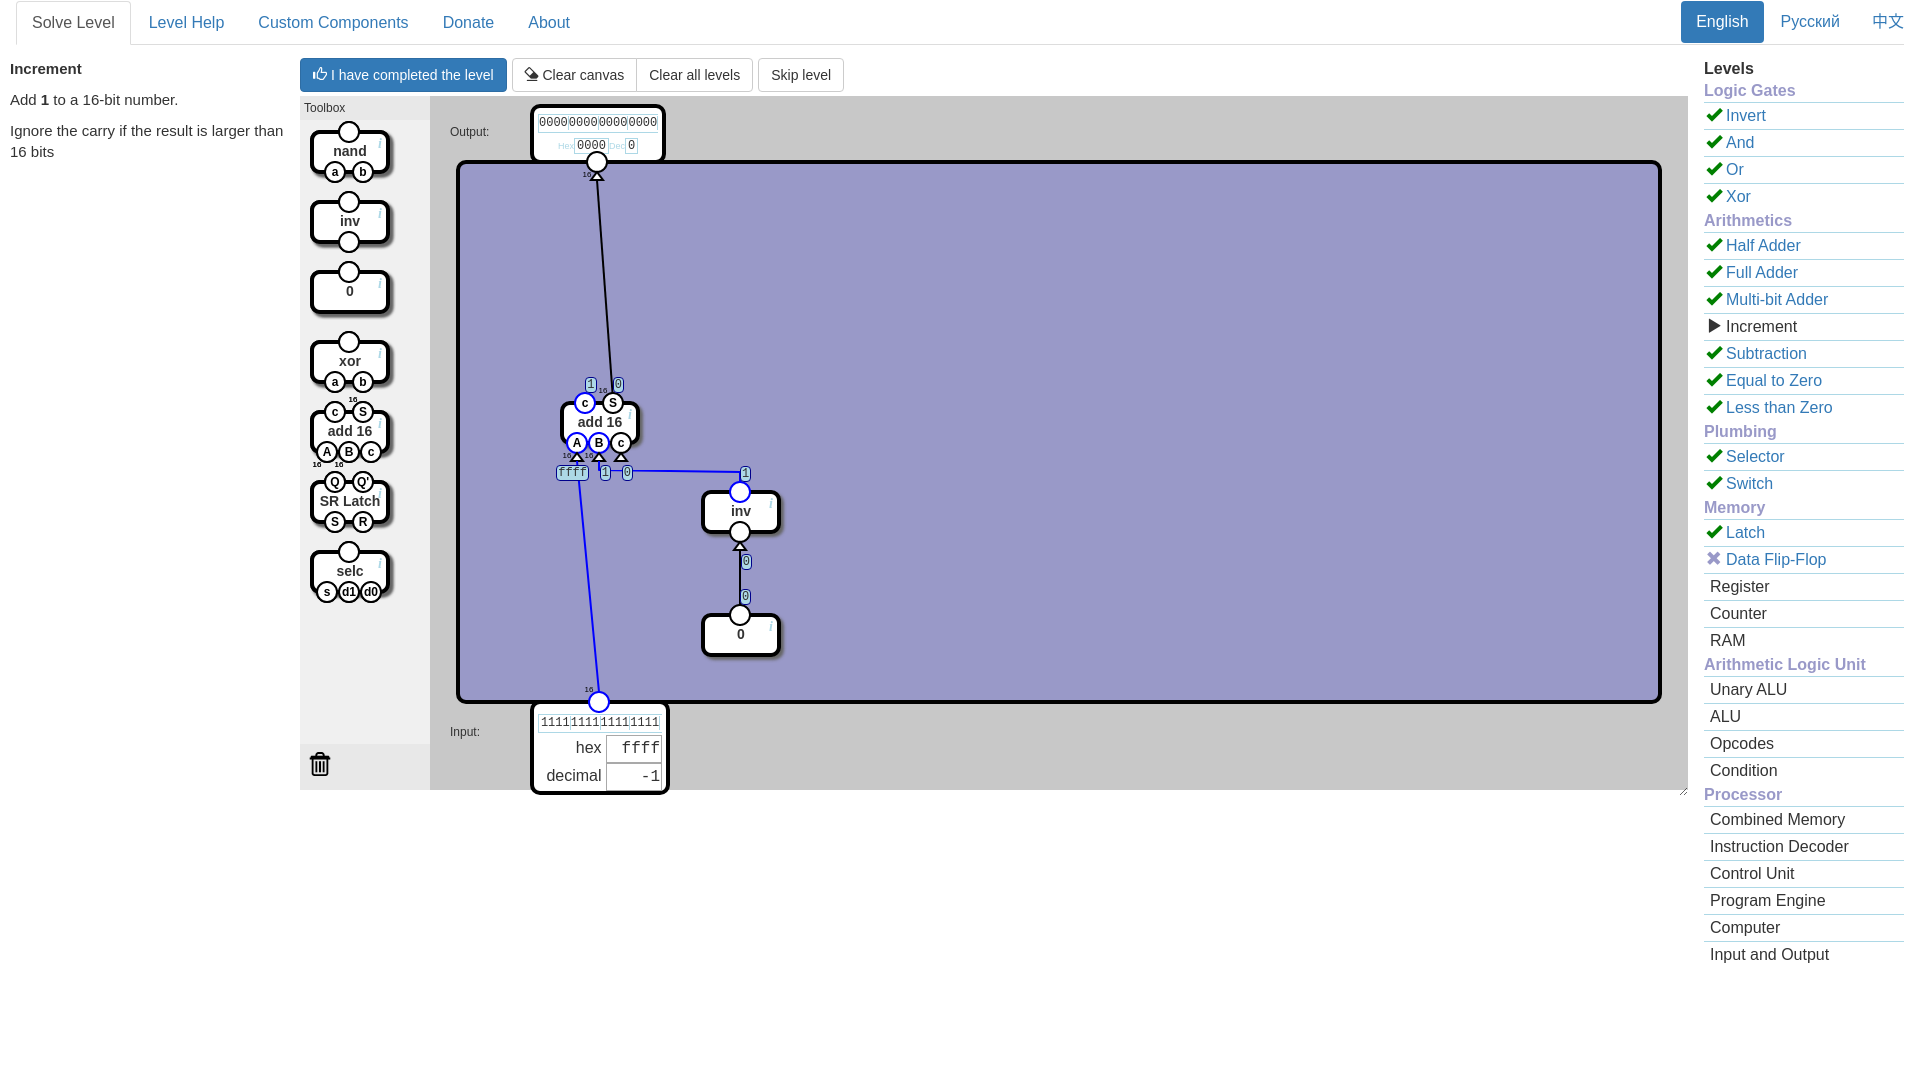 Solve Level
Level Help
Custom Components
Donate
About
English
Русский
中文
Increment
Add 1 to a 16-bit number.
Ignore the carry if the result is larger than
16 bits
I have completed the level
Clear canvas
Clear all levels
Skip level
Toolbox
nand
i
a b
inv
i
0
i
xor
i
a b
16
c S
add 16
i
A B c
16 16
Q Q'
SR Latch
i
S R
selc
i
s d1 d0
Output:
0000 0000 0000 0000
Hex 0000 Dec 0
16
1 16 0
c S
add 16
i
A B c
16 16
ffff 1 0
1
inv
i
0
0
0
i
16
Input:
1111 1111 1111 1111
hex ffff
decimal -1
Levels
Logic Gates
Invert
And
Or
Xor
Arithmetics
Half Adder
Full Adder
Multi-bit Adder
Increment
Subtraction
Equal to Zero
Less than Zero
Plumbing
Selector
Switch
Memory
Latch
Data Flip-Flop
Register
Counter
RAM
Arithmetic Logic Unit
Unary ALU
ALU
Opcodes
Condition
Processor
Combined Memory
Instruction Decoder
Control Unit
Program Engine
Computer
Input and Output